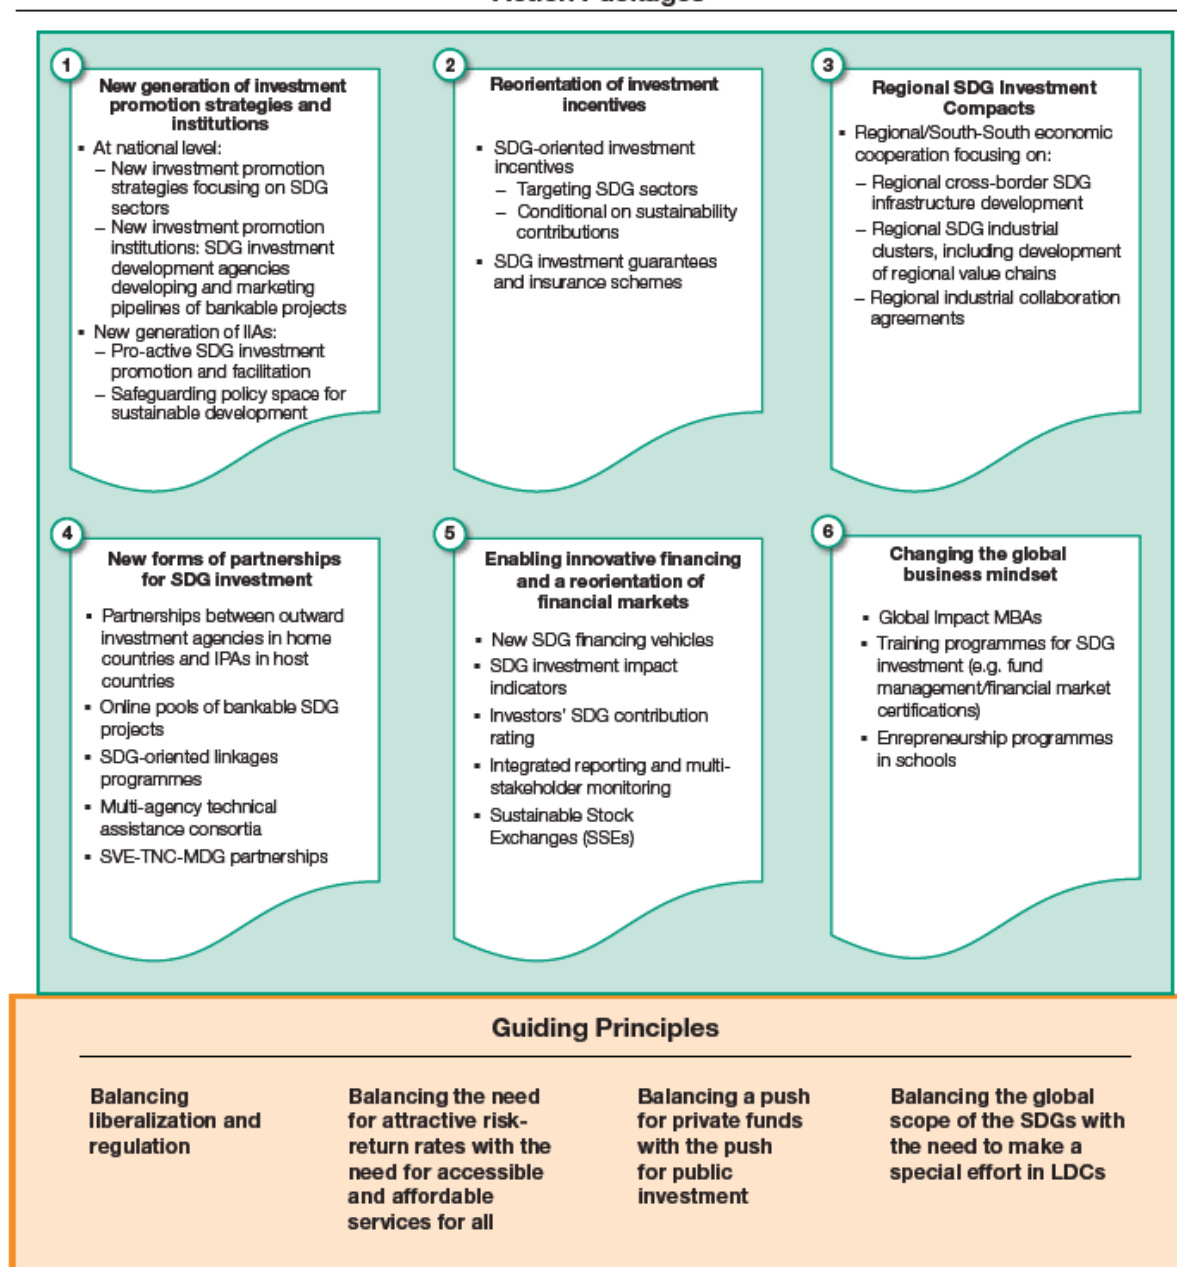 Action Packages
1
New generation of investment
promotion strategies and
institutions
▪ At national level:
– New investment promotion
strategies focusing on SDG
sectors
– New investment promotion
institutions: SDG investment
development agencies
developing and marketing
pipelines of bankable projects
▪ New generation of IIAs:
– Pro-active SDG investment
promotion and facilitation
– Safeguarding policy space for
sustainable development
2
Reorientation of investment
incentives
▪ SDG-oriented investment
incentives
– Targeting SDG sectors
– Conditional on sustainability
contributions
▪ SDG investment guarantees
and insurance schemes
3
Regional SDG Investment
Compacts
▪ Regional/South-South economic
cooperation focusing on:
– Regional cross-border SDG
infrastructure development
– Regional SDG industrial
clusters, including development
of regional value chains
– Regional industrial collaboration
agreements
4
New forms of partnerships
for SDG investment
▪ Partnerships between outward
investment agencies in home
countries and IPAs in host
countries
▪ Online pools of bankable SDG
projects
▪ SDG-oriented linkages
programmes
▪ Multi-agency technical
assistance consortia
▪ SVE-TNC-MDG partnerships
5
Enabling innovative financing
and a reorientation of
financial markets
▪ New SDG financing vehicles
▪ SDG investment impact
indicators
▪ Investors' SDG contribution
rating
▪ Integrated reporting and multi-
stakeholder monitoring
▪ Sustainable Stock
Exchanges (SSEs)
6
Changing the global
business mindset
▪ Global Impact MBAs
▪ Training programmes for SDG
investment (e.g. fund
management/financial market
certifications)
▪ Enrepreneurship programmes
in schools
Guiding Principles
Balancing
liberalization and
regulation
Balancing the need
for attractive risk-
return rates with the
need for accessible
and affordable
services for all
Balancing a push
for private funds
with the push
for public
investment
Balancing the global
scope of the SDGs with
the need to make a
special effort in LDCs